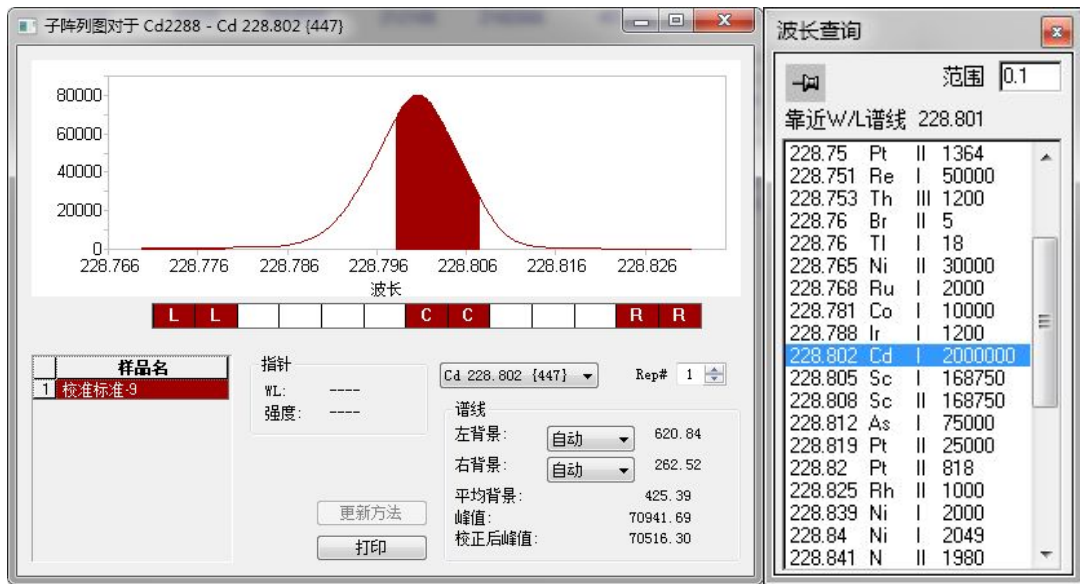 子阵列图对于 Cd2288 - Cd 228.802 {447}
80000
60000
40000
20000
0
228.766 228.776 228.786 228.796 228.806 228.816 228.826
波长
L L C C R R
样品名
1 校准标准-9
指针
WL: ----
强度: ----
更新方法
打印
Cd 228.802 {447} Rep# 1
谱线
左背景: 自动 620.84
右背景: 自动 262.52
平均背景: 425.39
峰值: 70941.69
校正后峰值: 70516.30
波长查询
范围 0.1
靠近W/L谱线 228.801
228.75 Pt II 1364
228.751 Re I 50000
228.753 Th III 1200
228.76 Br II 5
228.76 Tl I 18
228.765 Ni II 30000
228.768 Ru I 2000
228.781 Co I 10000
228.788 Ir I 1200
228.802 Cd I 2000000
228.805 Sc I 168750
228.808 Sc II 168750
228.812 As I 75000
228.819 Pt II 25000
228.82 Pt II 818
228.825 Rh II 1000
228.839 Ni I 2000
228.84 Ni I 2049
228.841 N II 1980